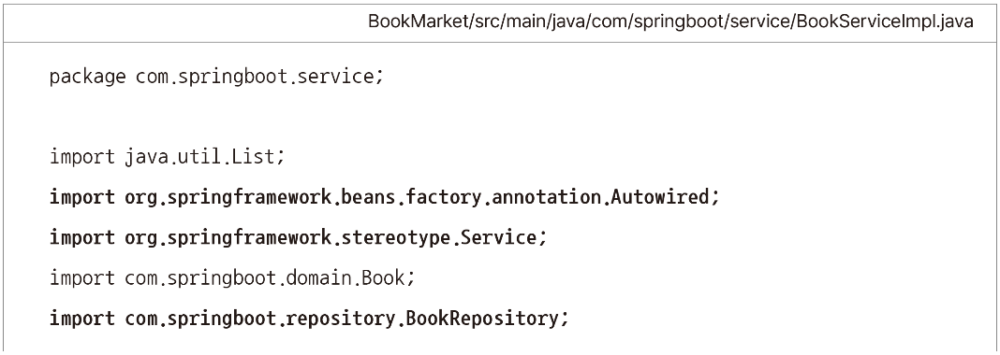 BookMarket/src/main/java/com/springboot/service/BookServiceImpl.java
package com.springboot.service;
import java.util.List;
import org.springframework.beans.factory.annotation.Autowired;
import org.springframework.stereotype.Service;
import com.springboot.domain.Book;
import com.springboot.repository.BookRepository;